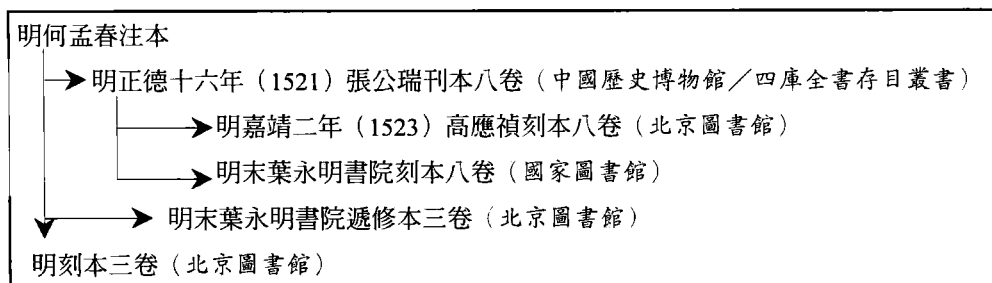 明何孟春注本
明正德十六年（1521）張公瑞刊本八卷（中國歷史博物館／四庫全書存目叢書）
明嘉靖二年（1523）高應禎刻本八卷（北京圖書館）
明末葉永明書院刻本八卷（國家圖書館）
明末葉永明書院遞修本三卷（北京圖書館）
明刻本三卷（北京圖書館）